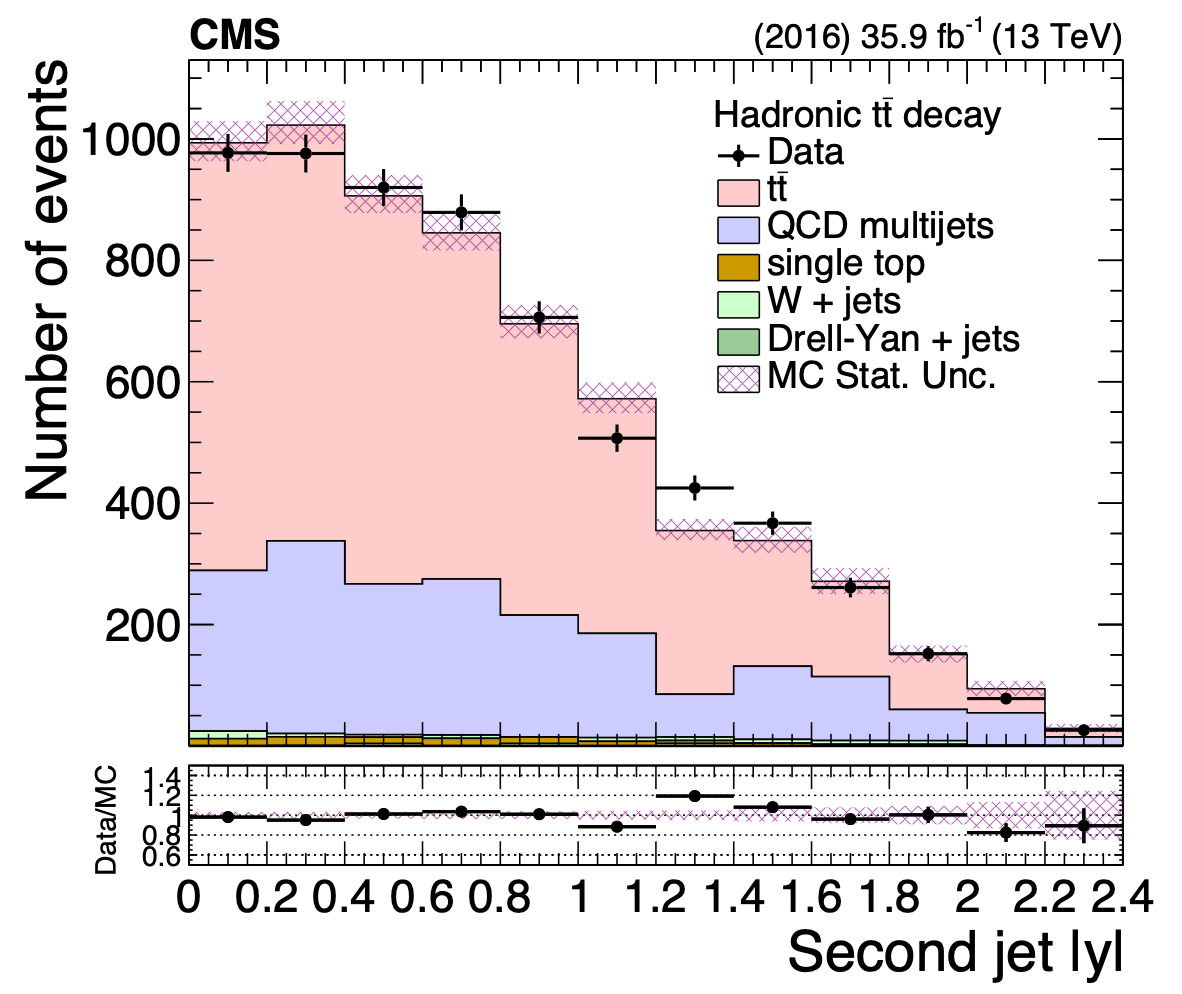 CMS (2016) 35.9 fb⁻¹ (13 TeV)
Number of events
1000
800
600
400
200
Hadronic tt̄ decay
Data
tt̄
QCD multijets
single top
W + jets
Drell-Yan + jets
MC Stat. Unc.
Data/MC
1.4
1.2
1
0.8
0.6
0 0.2 0.4 0.6 0.8 1 1.2 1.4 1.6 1.8 2 2.2 2.4
Second jet lyl